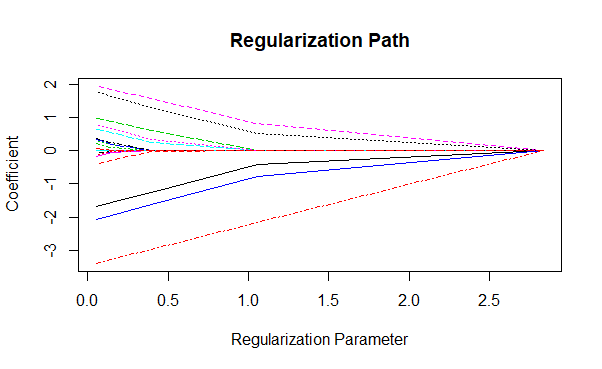 Regularization Path
Coefficient
2
1
0
-1
-2
-3
0.0 0.5 1.0 1.5 2.0 2.5
Regularization Parameter